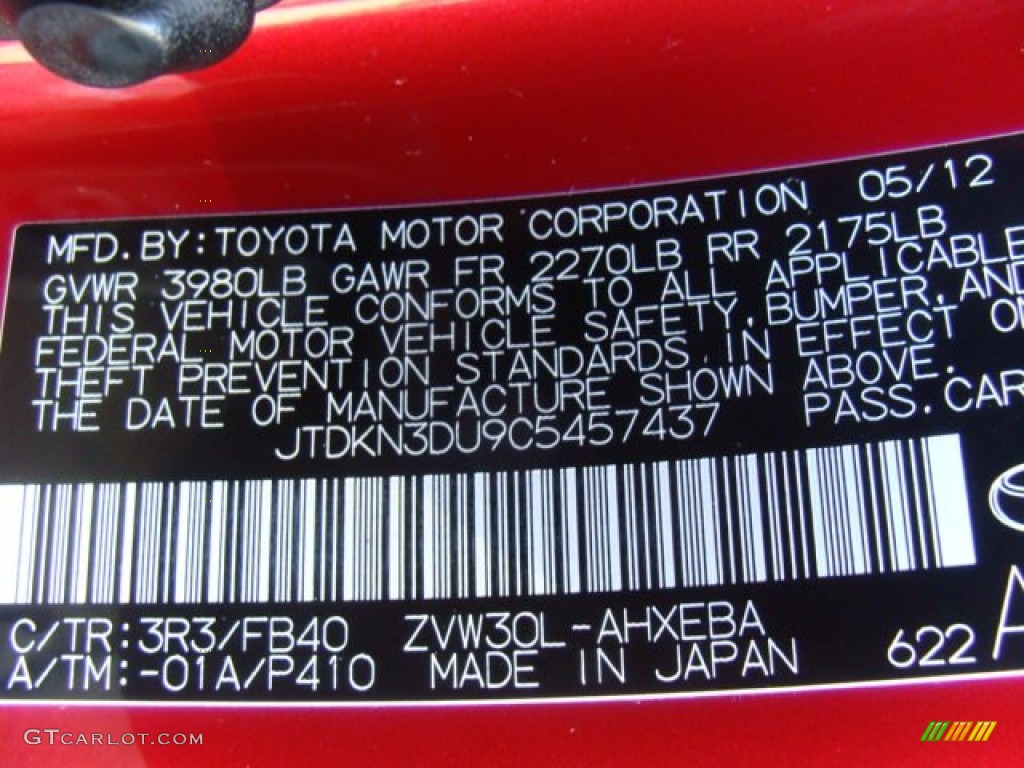 MFD. BY: TOYOTA MOTOR CORPORATION 05/12
GVWR 3980LB GAWR FR 2270LB RR 2175LB
THIS VEHICLE CONFORMS TO ALL APPLICABLE
FEDERAL MOTOR VEHICLE SAFETY, BUMPER, AND
THEFT PREVENTION STANDARDS IN EFFECT
THE DATE OF MANUFACTURE SHOWN ABOVE.
JTDKN3DU9C5457437 PASS. CAR
C/TR: 3R3/FB40 ZVW30L-AHXEBA
A/TM: -01A/P410 MADE IN JAPAN 622
GTCARLOT.COM